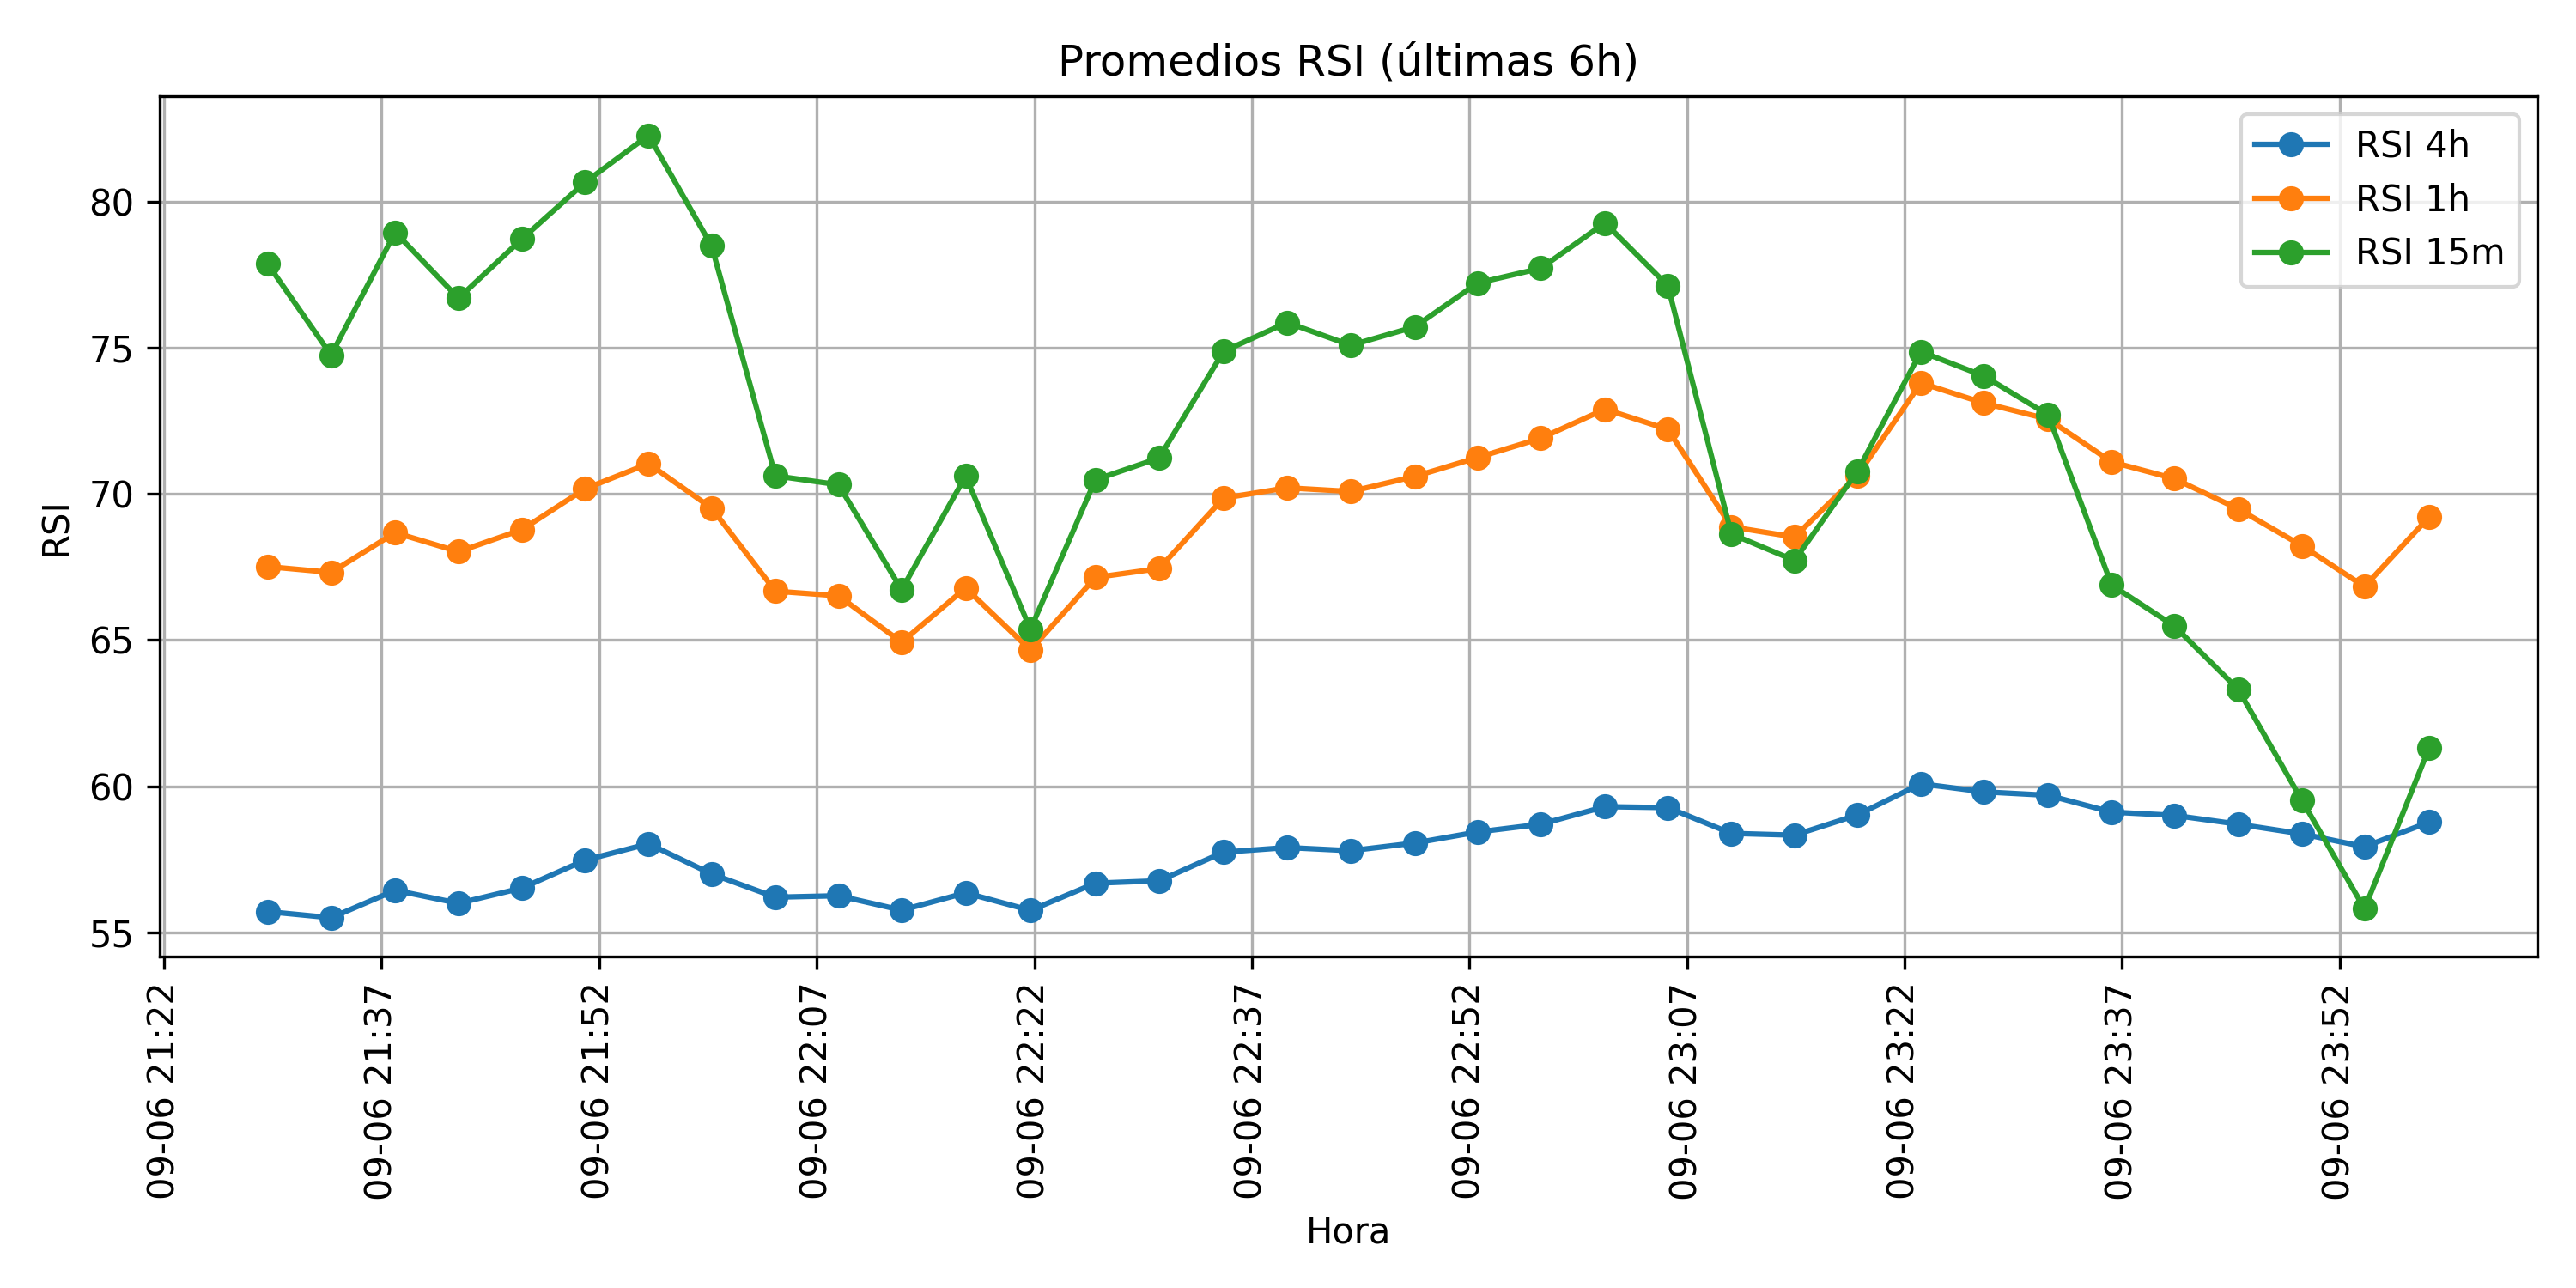 Promedios RSI (últimas 6h)
RSI 4h
RSI 1h
RSI 15m
RSI
80
75
70
65
60
55
09-06 21:22
09-06 21:37
09-06 21:52
09-06 22:07
09-06 22:22
09-06 22:37
09-06 22:52
09-06 23:07
09-06 23:22
09-06 23:37
09-06 23:52
Hora